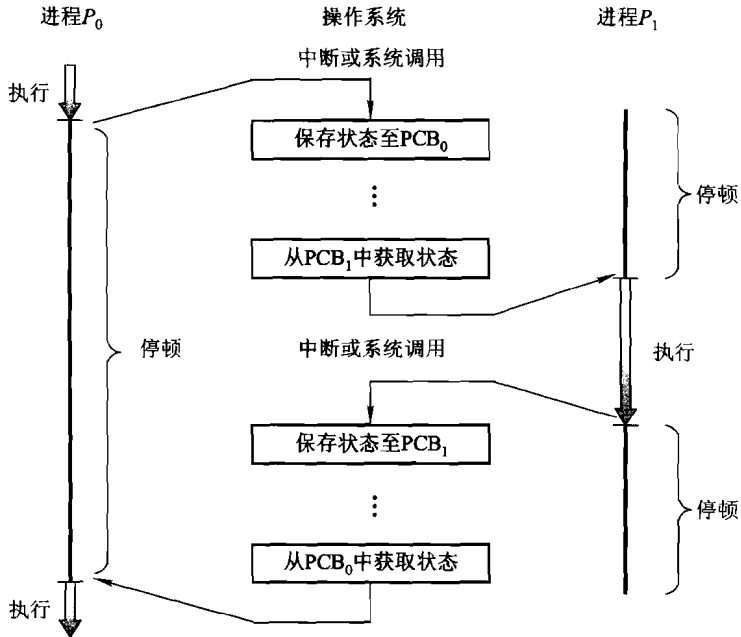 进程P₀ 操作系统 进程P₁
中断或系统调用
执行
保存状态至PCB₀
⋮
停顿
从PCB₁中获取状态
停顿
中断或系统调用
执行
保存状态至PCB₁
⋮
停顿
从PCB₀中获取状态
执行